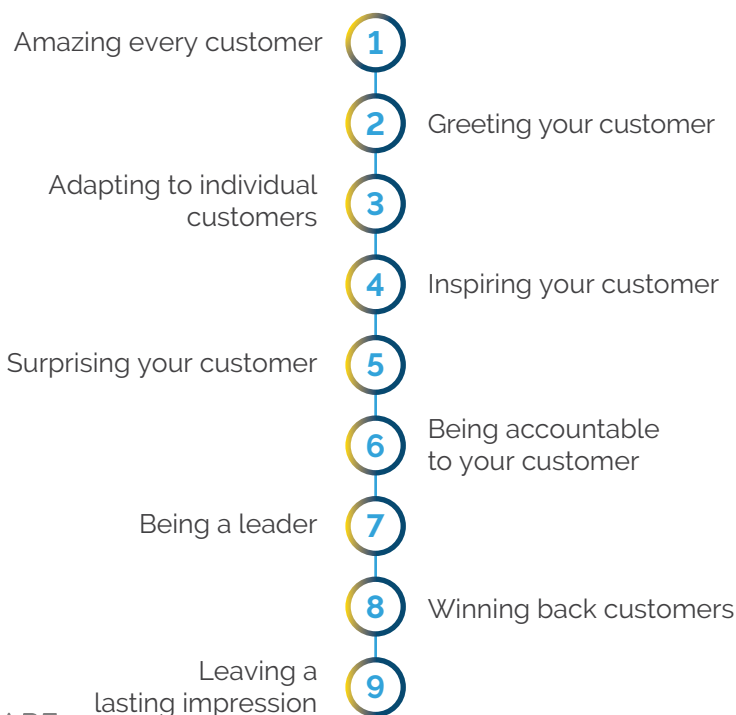 Amazing every customer
1
2
Greeting your customer
Adapting to individual
customers
3
4
Inspiring your customer
Surprising your customer
5
6
Being accountable
to your customer
Being a leader
7
8
Winning back customers
Leaving a
lasting impression
9